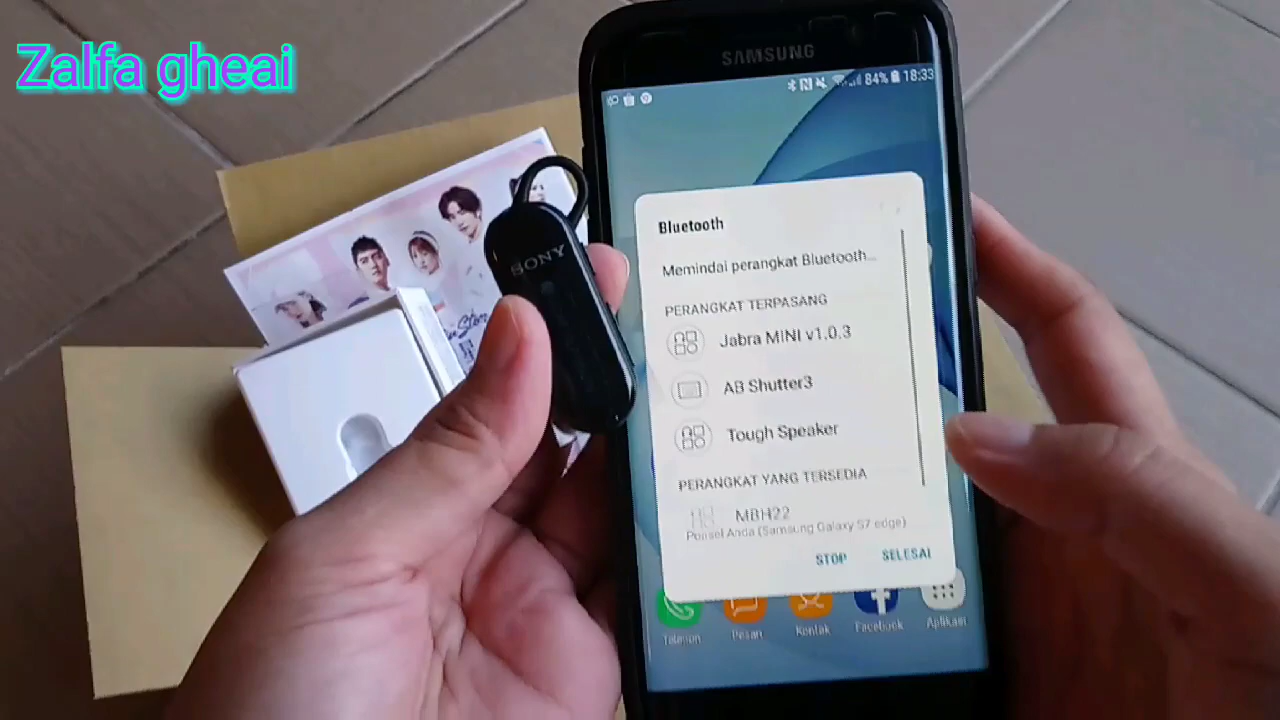 Zalfa gheai
SAMSUNG
84% 18:33
SONY
Bluetooth
Memindai perangkat Bluetooth...
PERANGKAT TERPASANG
Jabra MINI v1.0.3
AB Shutter3
Tough Speaker
PERANGKAT YANG TERSEDIA
MBH22
Ponsel Anda (Samsung Galaxy S7 edge)
STOP SELESAI
Telepon Pesan Kontak Facebook Aplikasi